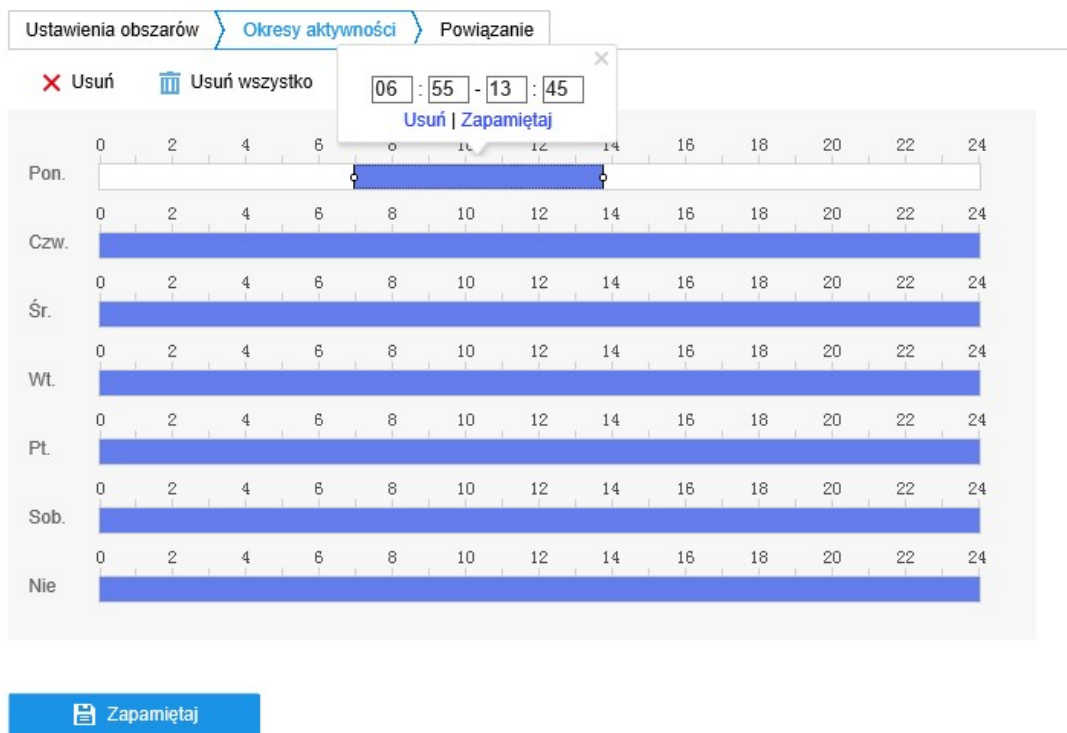 Ustawienia obszarów Okresy aktywności Powiązanie
Usuń Usuń wszystko
06 : 55 - 13 : 45
Usuń | Zapamiętaj
0 2 4 6 8 10 12 14 16 18 20 22 24
Pon.
0 2 4 6 8 10 12 14 16 18 20 22 24
Czw.
0 2 4 6 8 10 12 14 16 18 20 22 24
Śr.
0 2 4 6 8 10 12 14 16 18 20 22 24
Wt.
0 2 4 6 8 10 12 14 16 18 20 22 24
Pt.
0 2 4 6 8 10 12 14 16 18 20 22 24
Sob.
0 2 4 6 8 10 12 14 16 18 20 22 24
Nie
Zapamiętaj